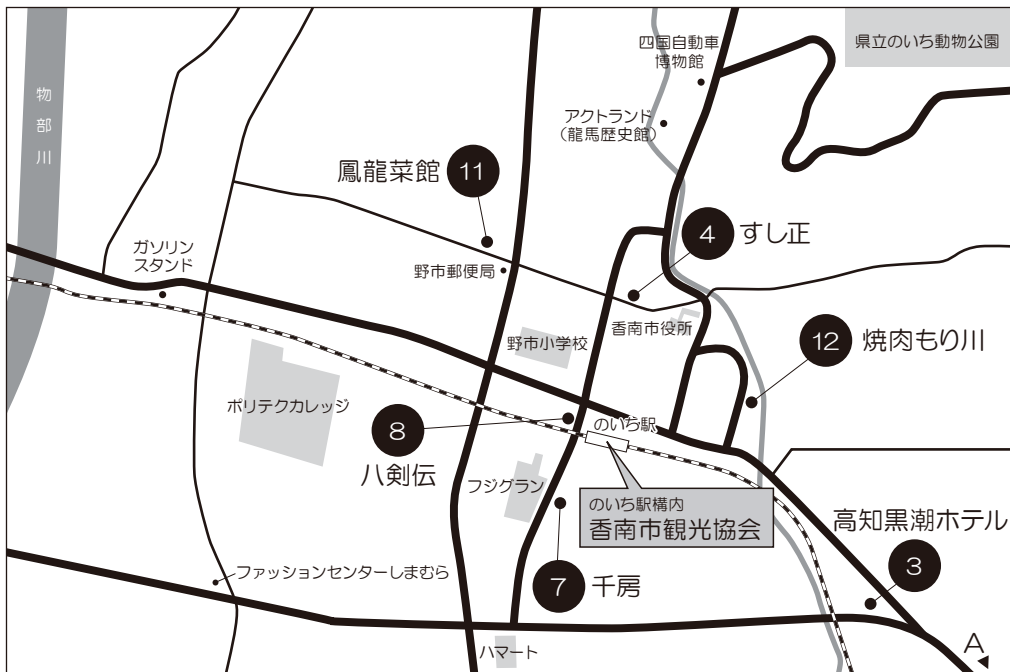 四国自動車
博物館
県立のいち動物公園
物部川
アクトランド
(龍馬歴史館)
鳳龍菜館
11
4
すし正
ガソリン
スタンド
野市郵便局
香南市役所
野市小学校
12
焼肉もり川
ポリテクカレッジ
8
八剣伝
のいち駅
フジグラン
のいち駅構内
香南市観光協会
高知黒潮ホテル
3
ファッションセンターしまむら
7
千房
ハマート
A